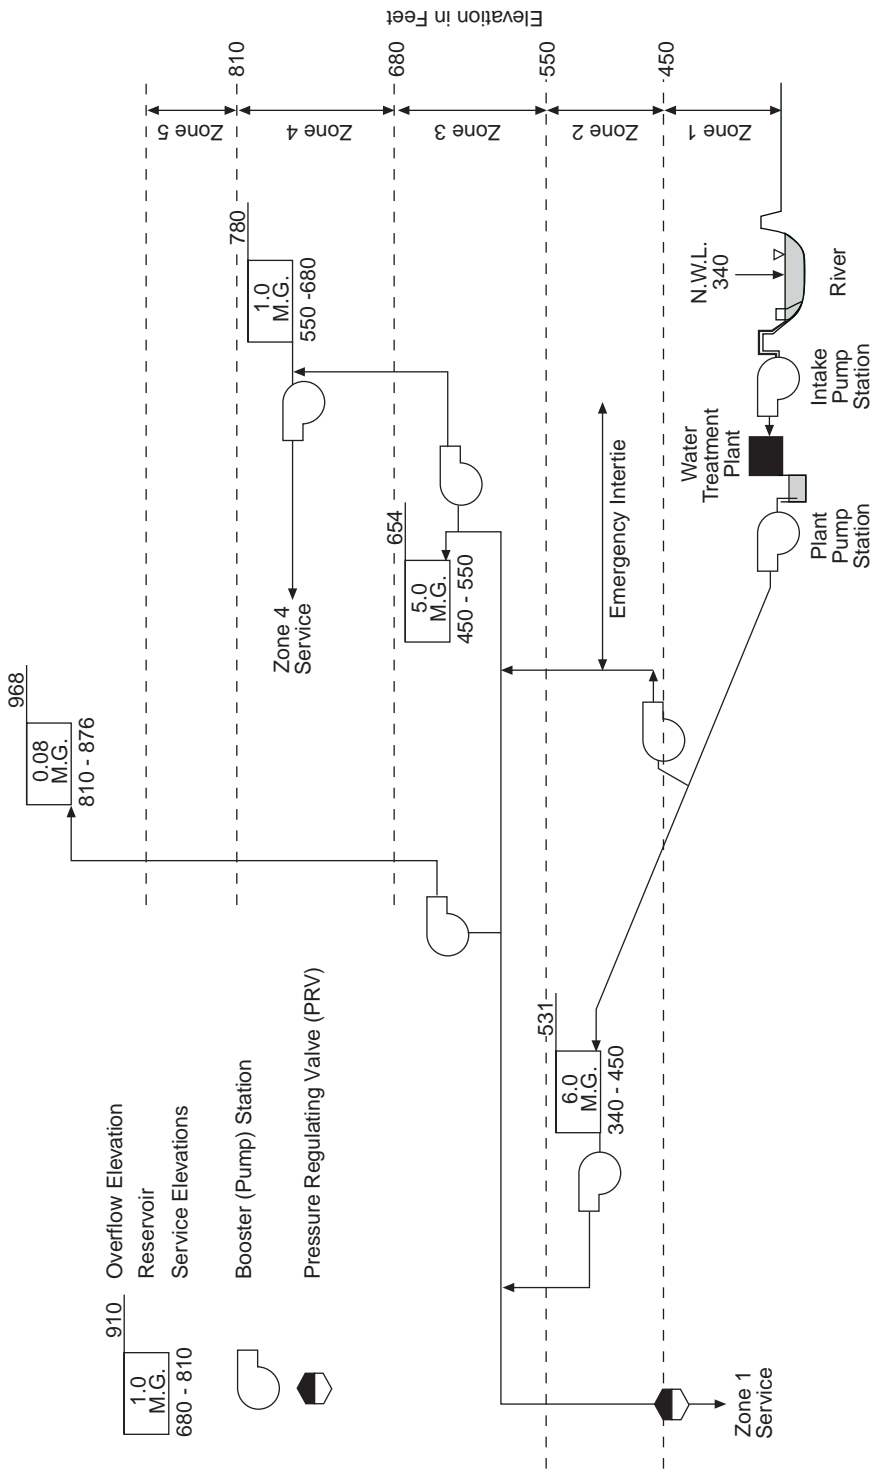 910
1.0
M.G.
680 - 810
Overflow Elevation
Reservoir
Service Elevations
Booster (Pump) Station
Pressure Regulating Valve (PRV)
968
0.08
M.G.
810 - 876
780
1.0
M.G.
550 -680
Zone 4
Service
654
5.0
M.G.
450 - 550
531
6.0
M.G.
340 - 450
Emergency Intertie
Zone 1
Service
Plant
Pump
Station
Water
Treatment
Plant
Intake
Pump
Station
N.W.L.
340
River
Zone 5
Zone 4
Zone 3
Zone 2
Zone 1
810
680
550
450
Elevation in Feet